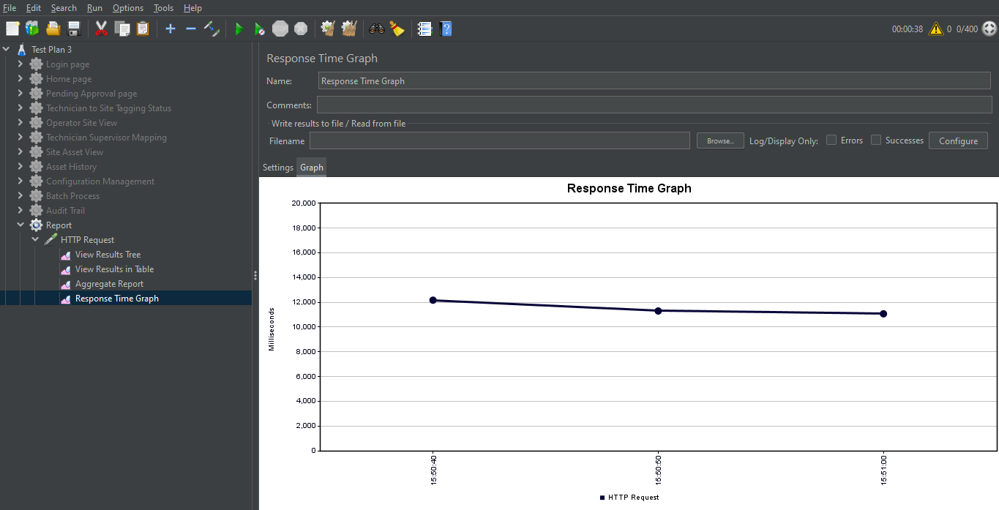 File Edit Search Run Options Tools Help
STOP
00:00:38 0 0/400
Test Plan 3
Login page
Home page
Pending Approval page
Technician to Site Tagging Status
Operator Site View
Technician Supervisor Mapping
Site Asset View
Asset History
Configuration Management
Batch Process
Audit Trail
Report
HTTP Request
View Results Tree
View Results in Table
Aggregate Report
Response Time Graph
Response Time Graph
Name: Response Time Graph
Comments:
Write results to file / Read from file
Filename Browse... Log/Display Only: Errors Successes Configure
Settings Graph
Response Time Graph
Milliseconds
20,000
18,000
16,000
14,000
12,000
10,000
8,000
6,000
4,000
2,000
0
15:50:40 15:50:50 15:51:00
HTTP Request